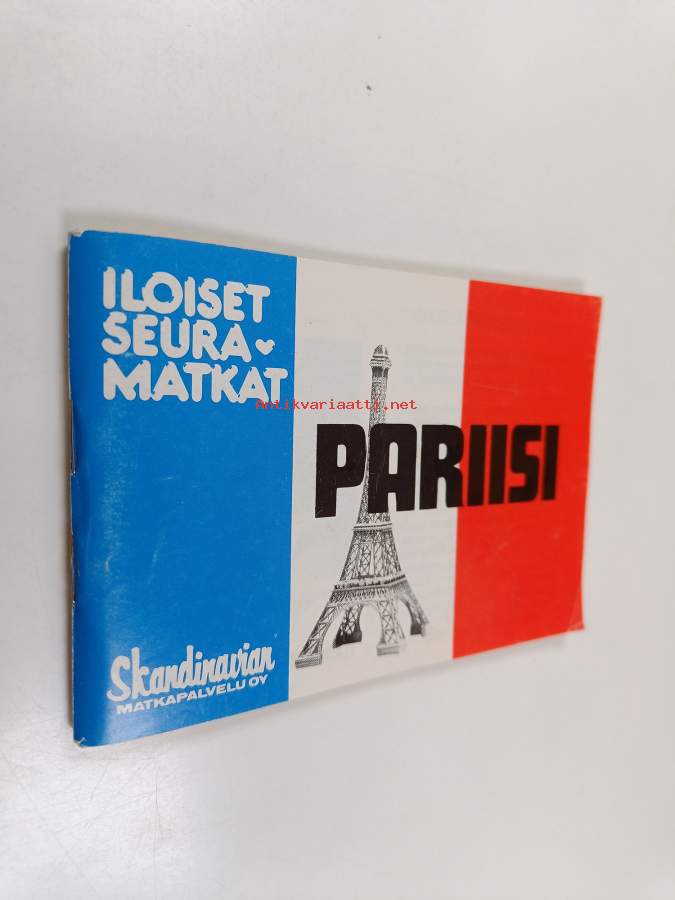 ILOISET
SEURA
MATKAT
Antikvariaatti.net
PARIISI
Skandinavian
MATKAPALVELU OY